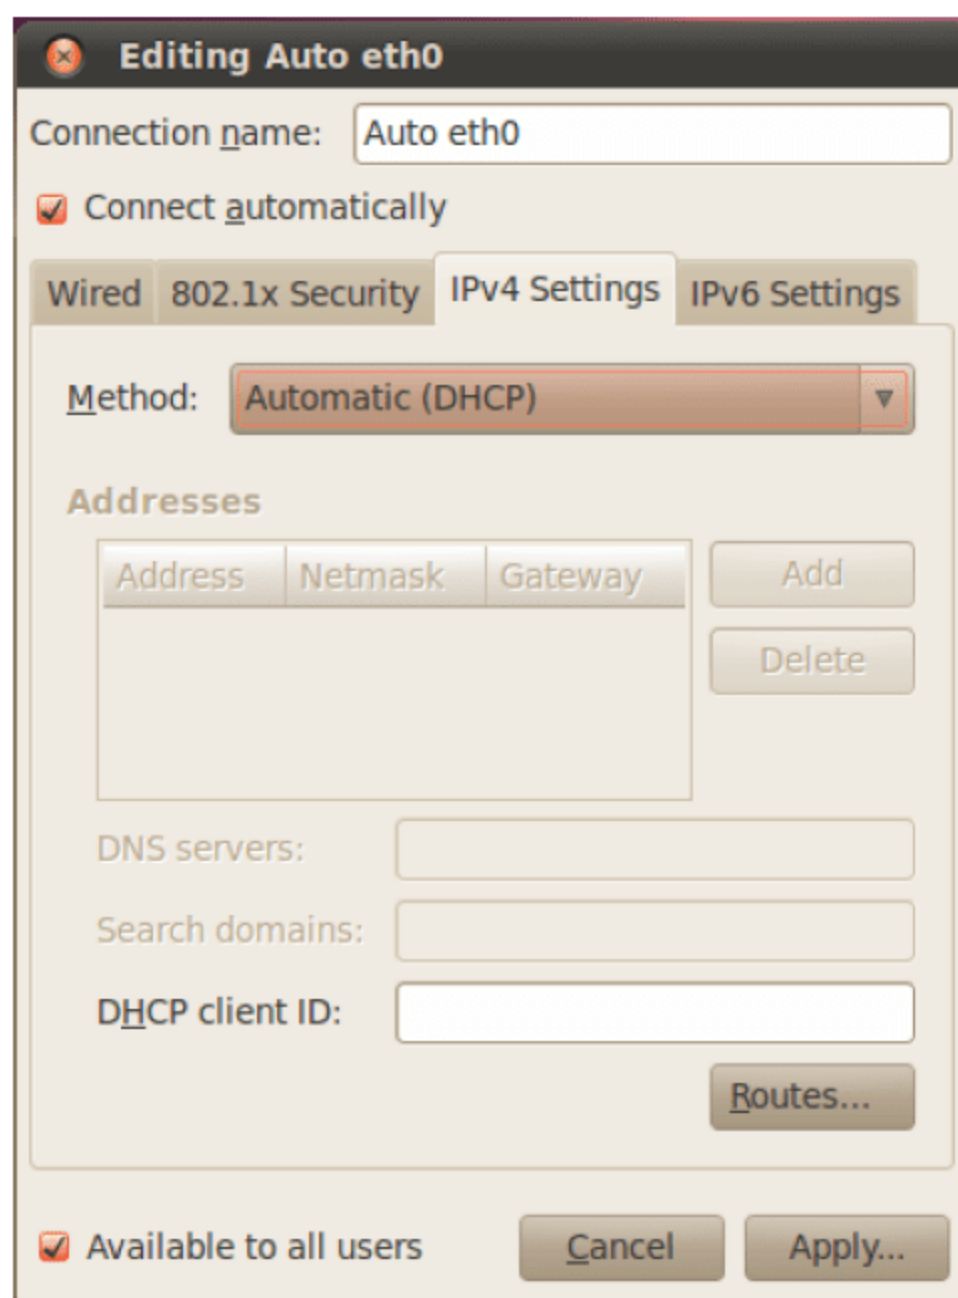 Editing Auto eth0
Connection name: Auto eth0
Connect automatically
Wired 802.1x Security IPv4 Settings IPv6 Settings
Method: Automatic (DHCP)
Addresses
Address Netmask Gateway Add
Delete
DNS servers:
Search domains:
DHCP client ID:
Routes...
Available to all users Cancel Apply...